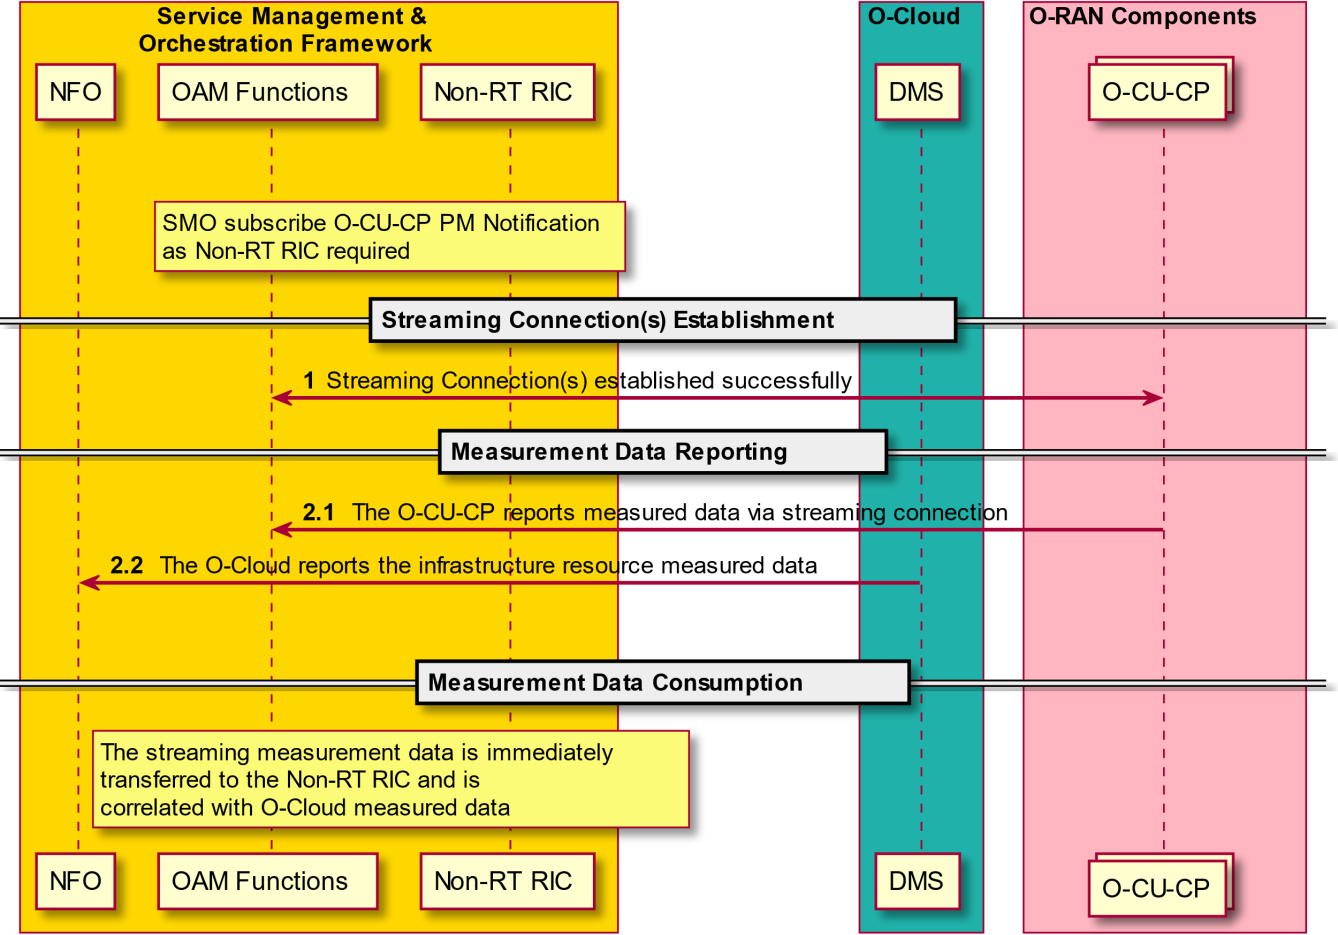 Service Management &
Orchestration Framework
O-Cloud
O-RAN Components
NFO
OAM Functions
Non-RT RIC
DMS
O-CU-CP
SMO subscribe O-CU-CP PM Notification
as Non-RT RIC required
Streaming Connection(s) Establishment
1 Streaming Connection(s) established successfully
Measurement Data Reporting
2.1 The O-CU-CP reports measured data via streaming connection
2.2 The O-Cloud reports the infrastructure resource measured data
Measurement Data Consumption
The streaming measurement data is immediately
transferred to the Non-RT RIC and is
correlated with O-Cloud measured data
NFO
OAM Functions
Non-RT RIC
DMS
O-CU-CP